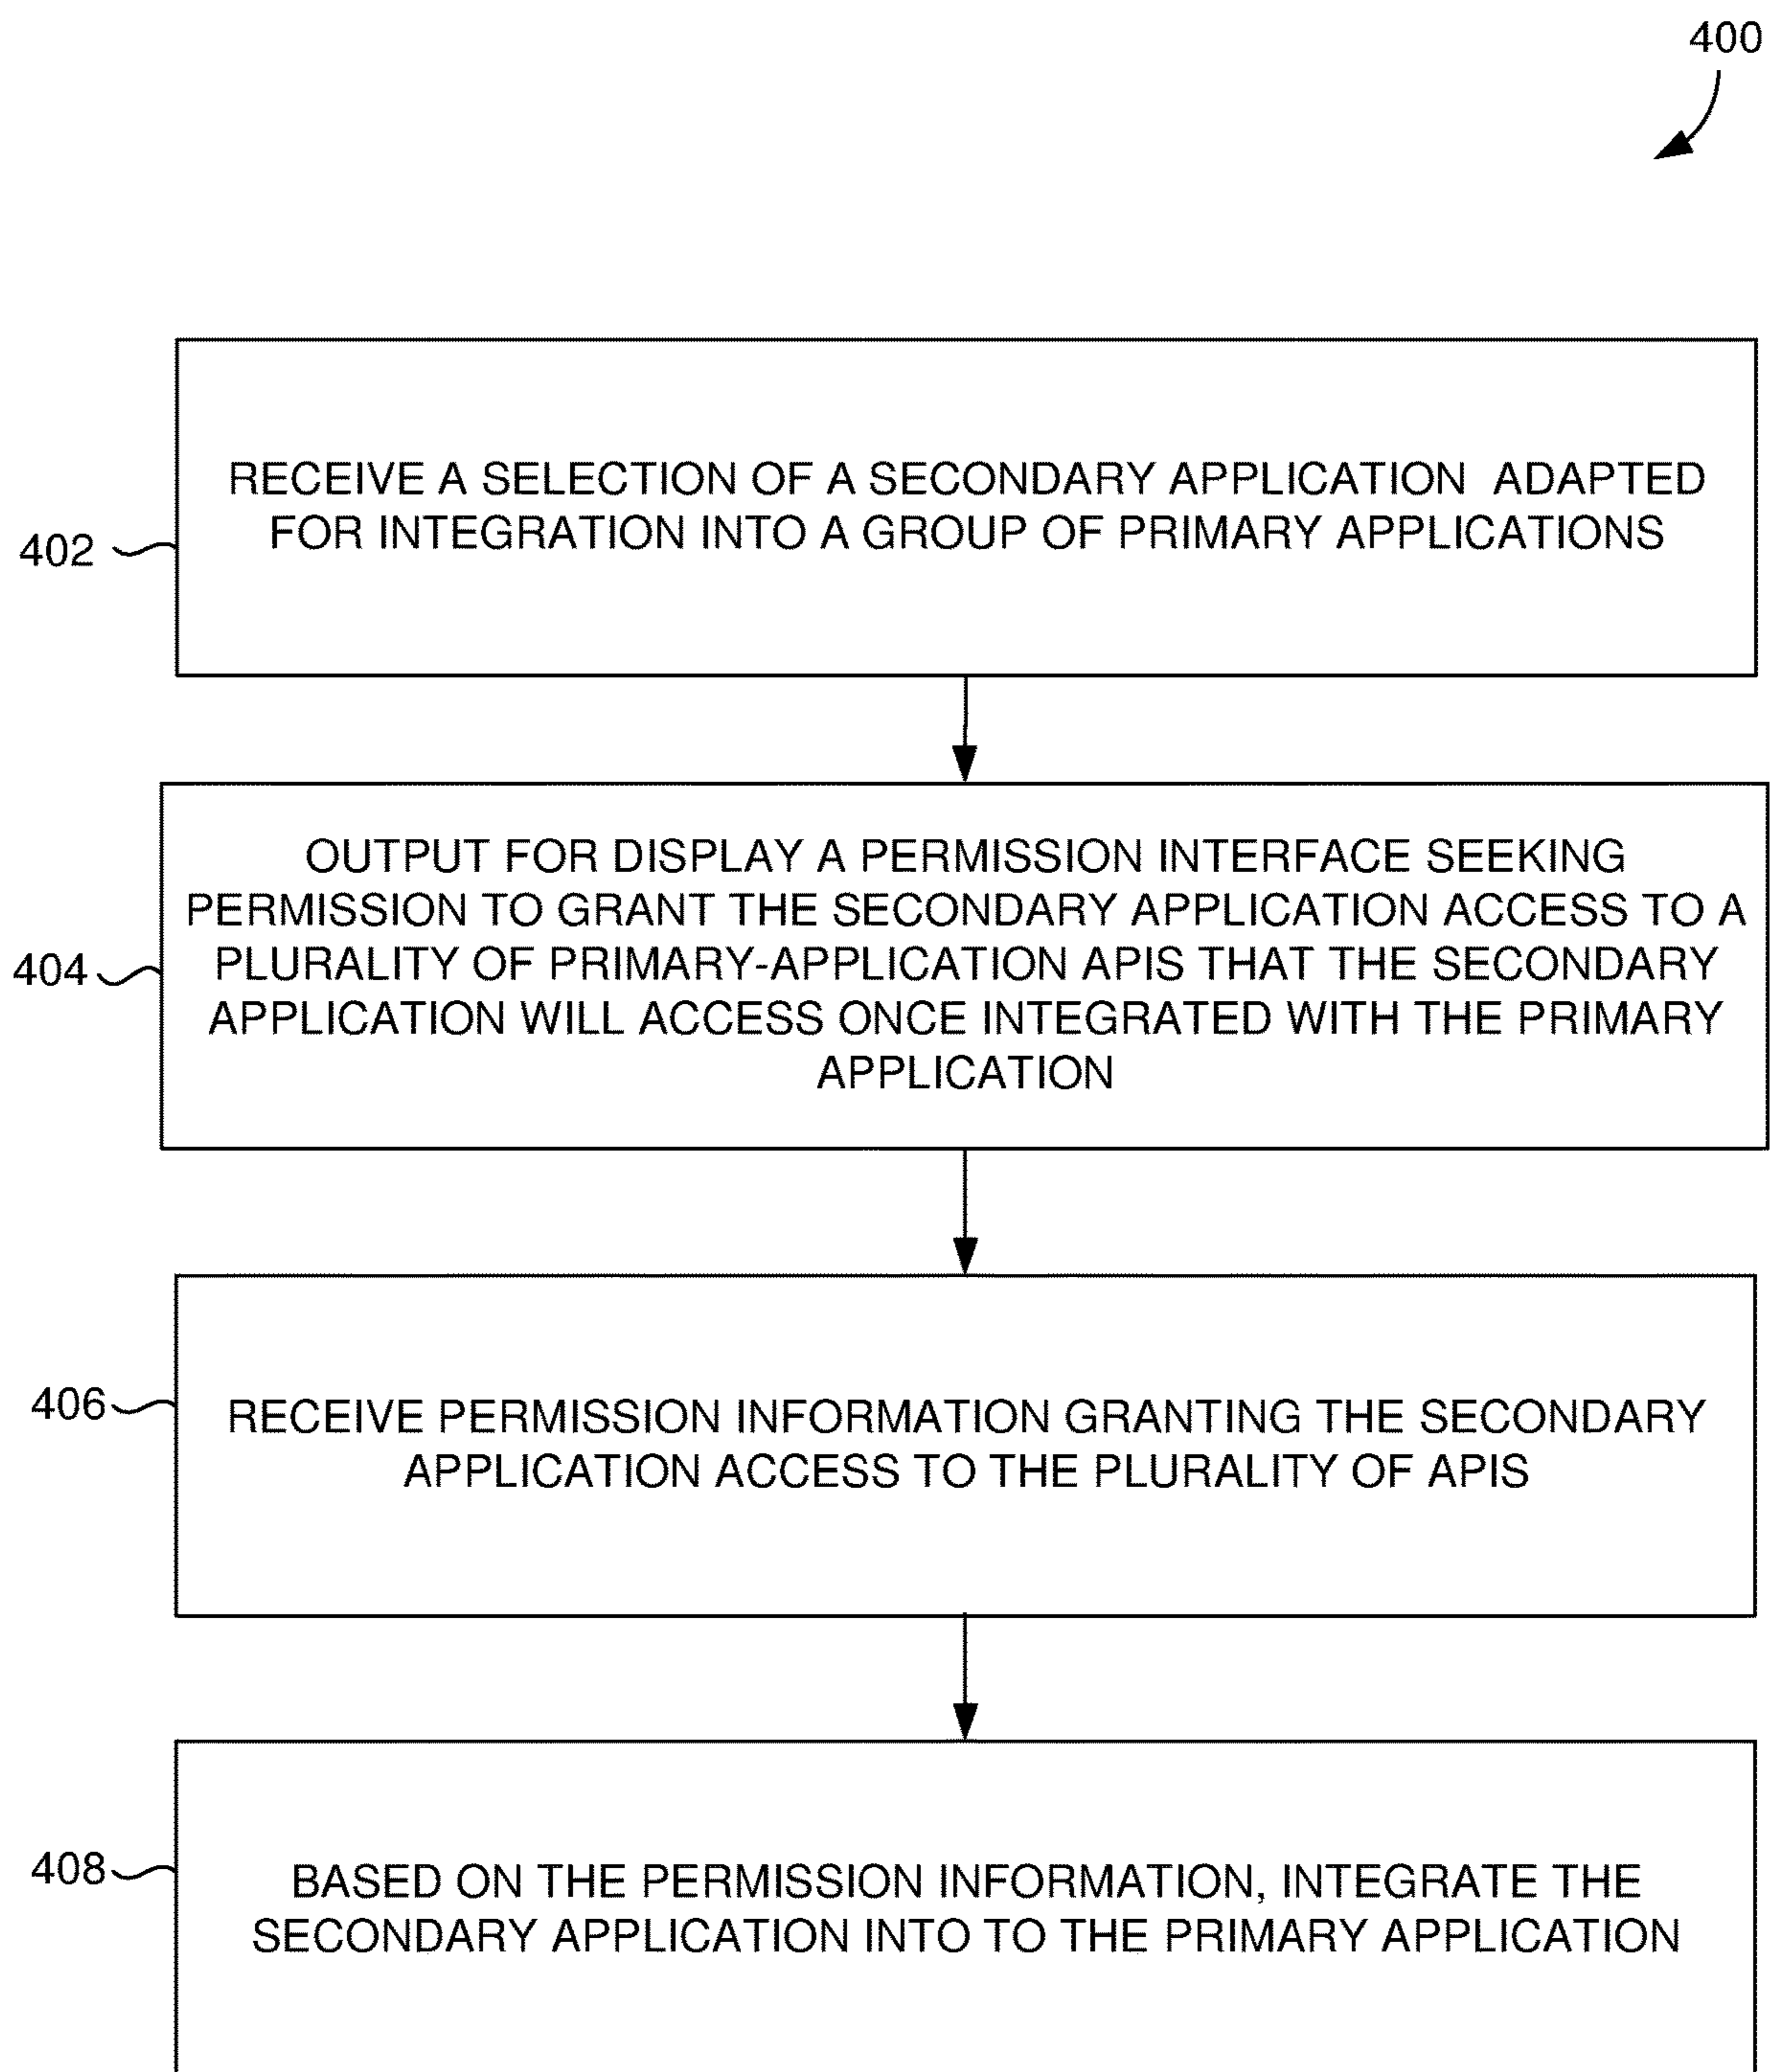 400
RECEIVE A SELECTION OF A SECONDARY APPLICATION ADAPTED
FOR INTEGRATION INTO A GROUP OF PRIMARY APPLICATIONS
402
OUTPUT FOR DISPLAY A PERMISSION INTERFACE SEEKING
PERMISSION TO GRANT THE SECONDARY APPLICATION ACCESS TO A
PLURALITY OF PRIMARY-APPLICATION APIS THAT THE SECONDARY
APPLICATION WILL ACCESS ONCE INTEGRATED WITH THE PRIMARY
APPLICATION
404
RECEIVE PERMISSION INFORMATION GRANTING THE SECONDARY
APPLICATION ACCESS TO THE PLURALITY OF APIS
406
BASED ON THE PERMISSION INFORMATION, INTEGRATE THE
SECONDARY APPLICATION INTO TO THE PRIMARY APPLICATION
408